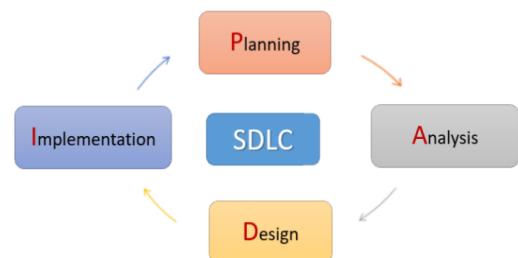 Planning
Implementation
SDLC
Analysis
Design